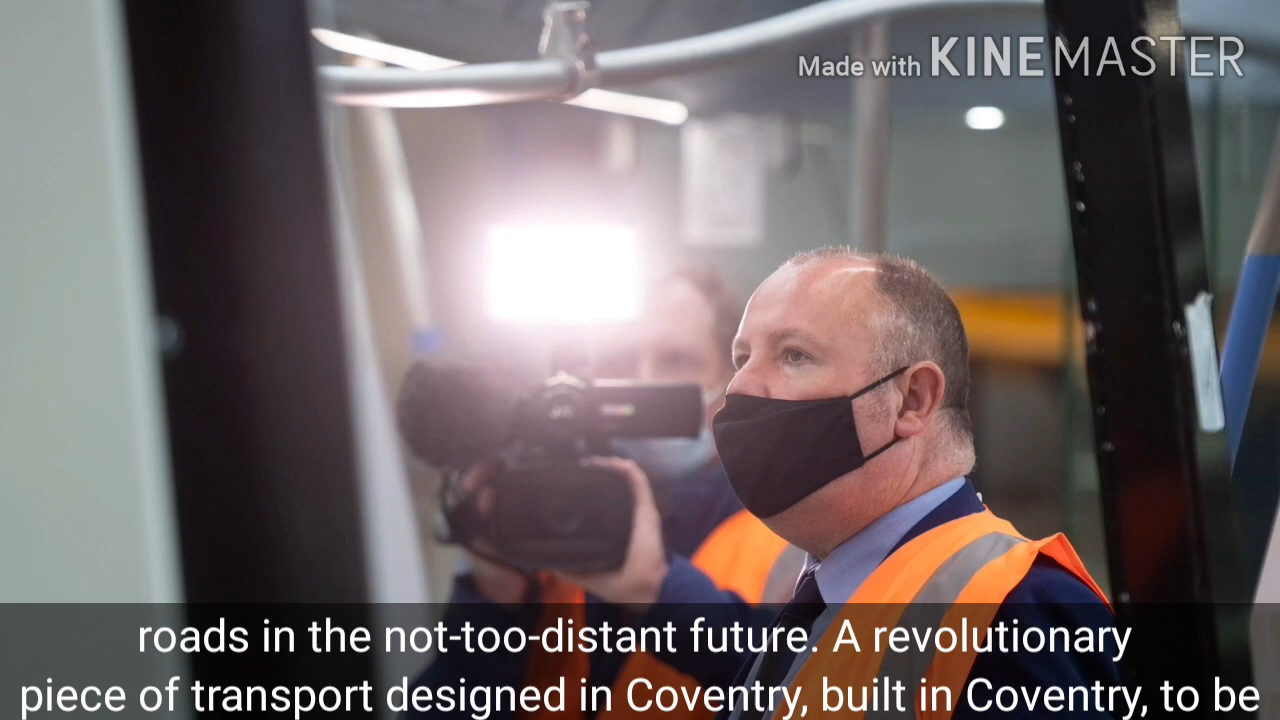 Made with KINEMASTER
roads in the not-too-distant future. A revolutionary
piece of transport designed in Coventry, built in Coventry, to be